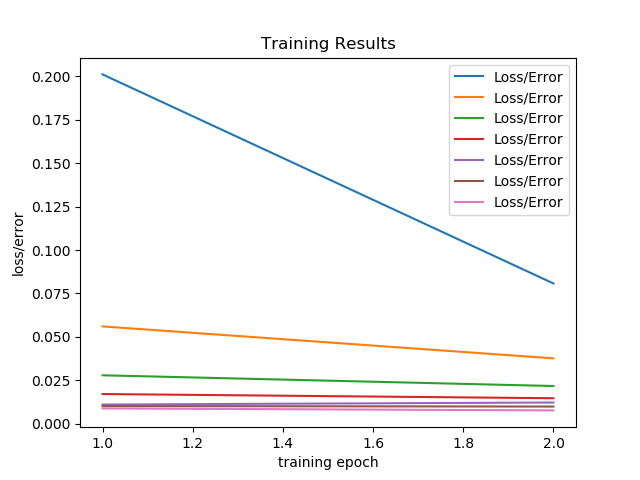 Training Results
0.200
0.175
0.150
0.125
0.100
0.075
0.050
0.025
0.000
loss/error
Loss/Error
Loss/Error
Loss/Error
Loss/Error
Loss/Error
Loss/Error
Loss/Error
1.0 1.2 1.4 1.6 1.8 2.0
training epoch